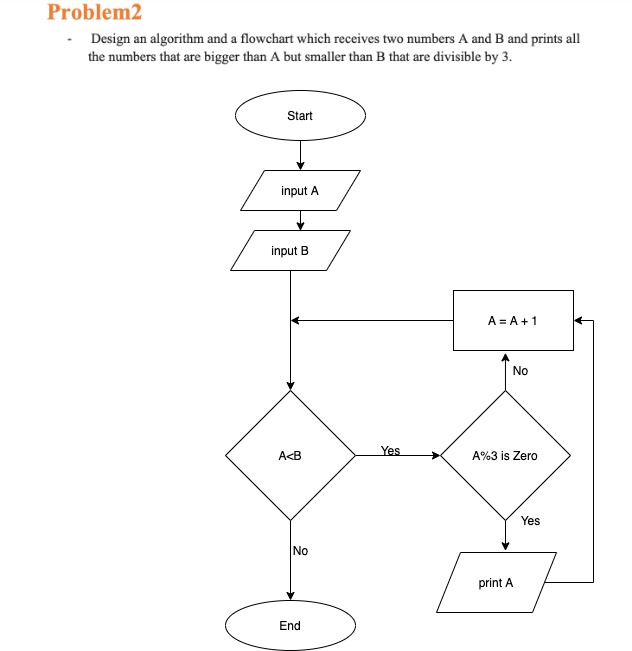 Problem2
- Design an algorithm and a flowchart which receives two numbers A and B and prints all
the numbers that are bigger than A but smaller than B that are divisible by 3.
Start
input A
input B
A = A + 1
No
A<B
Yes
A%3 is Zero
Yes
No
print A
End